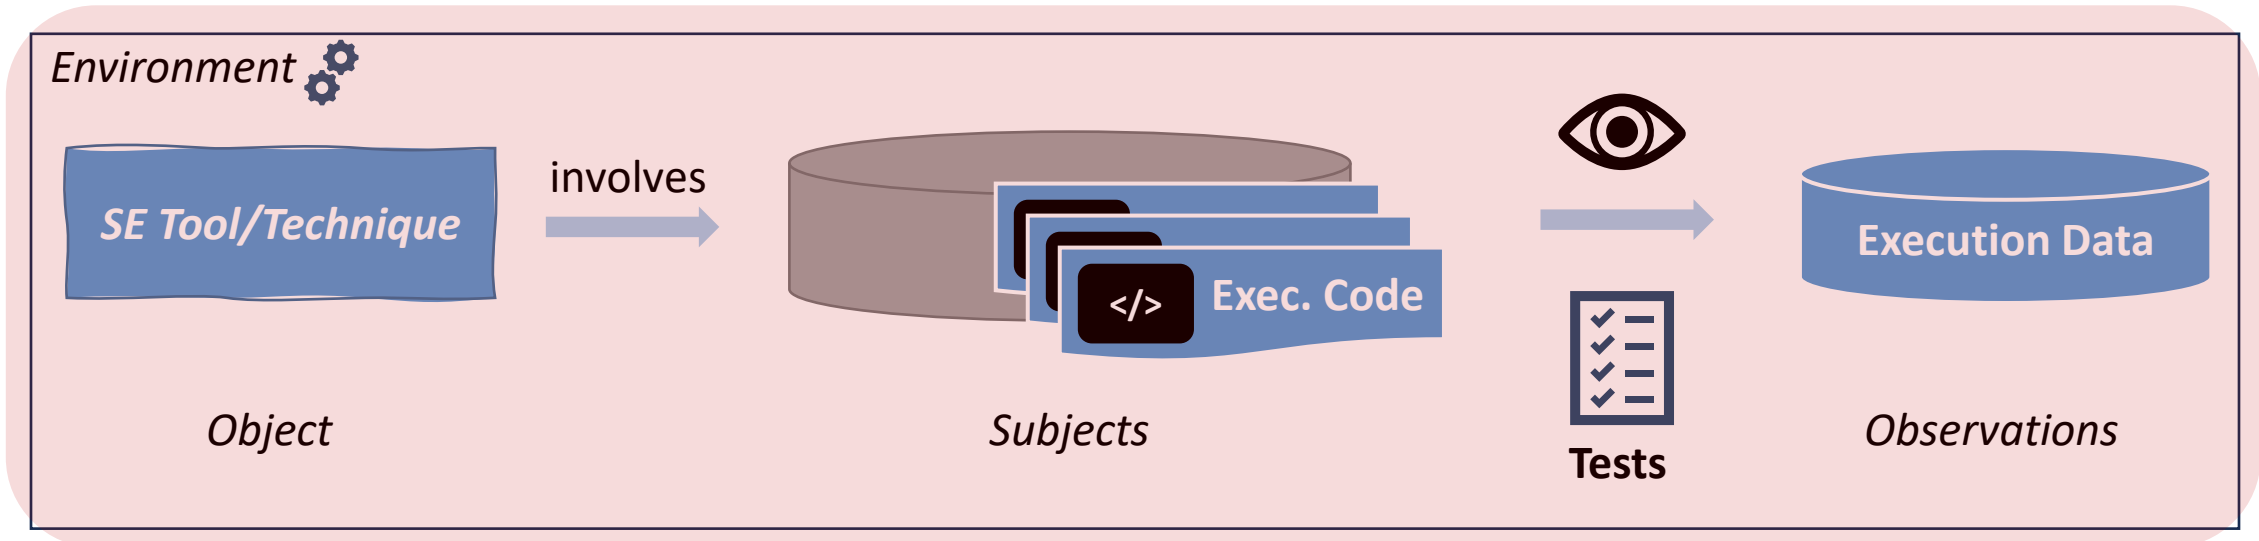 Environment
SE Tool/Technique
involves
</>
Exec. Code
Execution Data
Object
Subjects
Tests
Observations